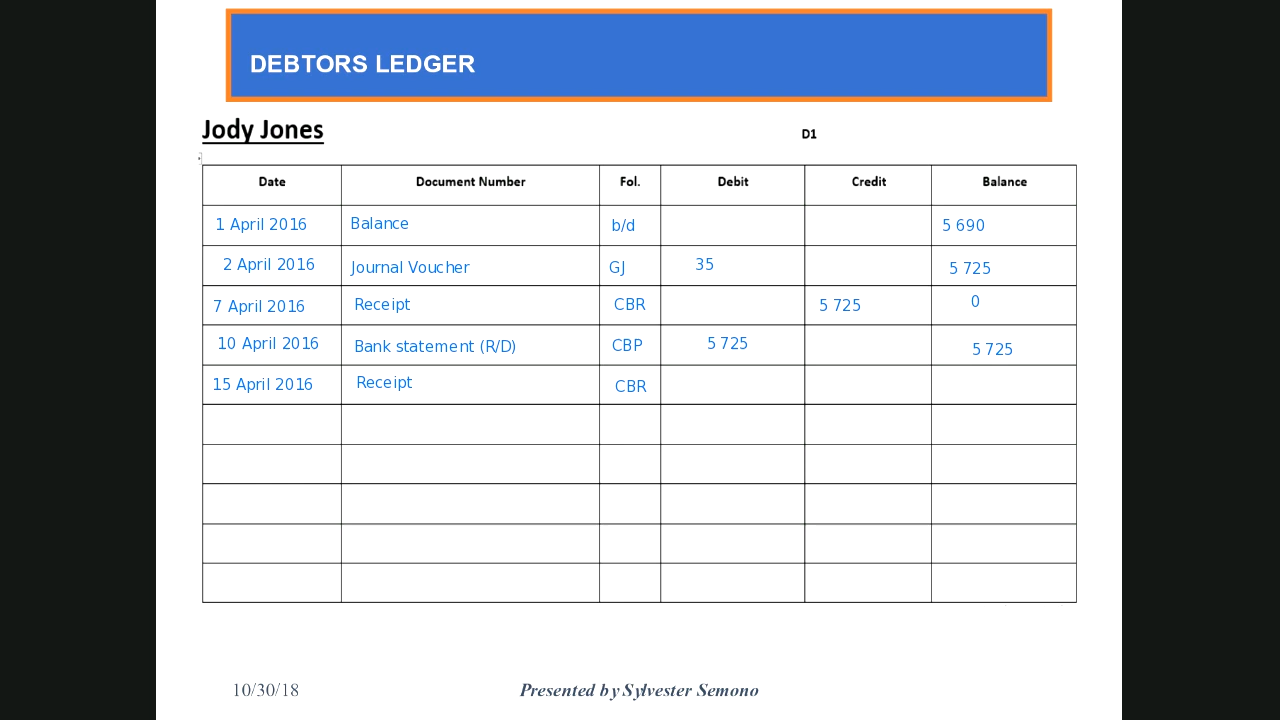 DEBTORS LEDGER
Jody Jones D1
Date Document Number Fol. Debit Credit Balance
1 April 2016 Balance b/d 5 690
2 April 2016 Journal Voucher GJ 35 5 725
7 April 2016 Receipt CBR 5 725 0
10 April 2016 Bank statement (R/D) CBP 5 725 5 725
15 April 2016 Receipt CBR
10/30/18 Presented by Sylvester Semono